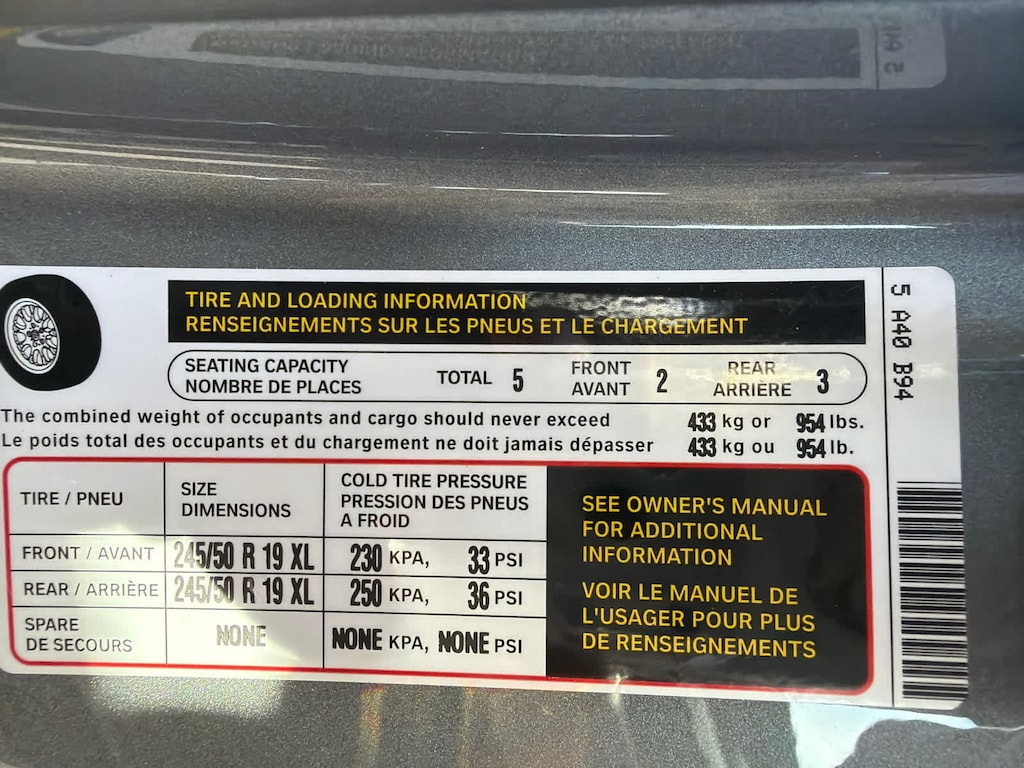 TIRE AND LOADING INFORMATION
RENSEIGNEMENTS SUR LES PNEUS ET LE CHARGEMENT
SEATING CAPACITY
NOMBRE DE PLACES
TOTAL 5
FRONT
AVANT 2
REAR
ARRIÈRE 3
The combined weight of occupants and cargo should never exceed 433 kg or 954 lbs.
Le poids total des occupants et du chargement ne doit jamais dépasser 433 kg ou 954 lb.
TIRE / PNEU
SIZE
DIMENSIONS
COLD TIRE PRESSURE
PRESSION DES PNEUS
A FROID
FRONT / AVANT 245/50 R 19 XL 230 KPA, 33 PSI
REAR / ARRIÈRE 245/50 R 19 XL 250 KPA, 36 PSI
SPARE
DE SECOURS NONE NONE KPA, NONE PSI
SEE OWNER'S MANUAL
FOR ADDITIONAL
INFORMATION
VOIR LE MANUEL DE
L'USAGER POUR PLUS
DE RENSEIGNEMENTS
5 A40 B94